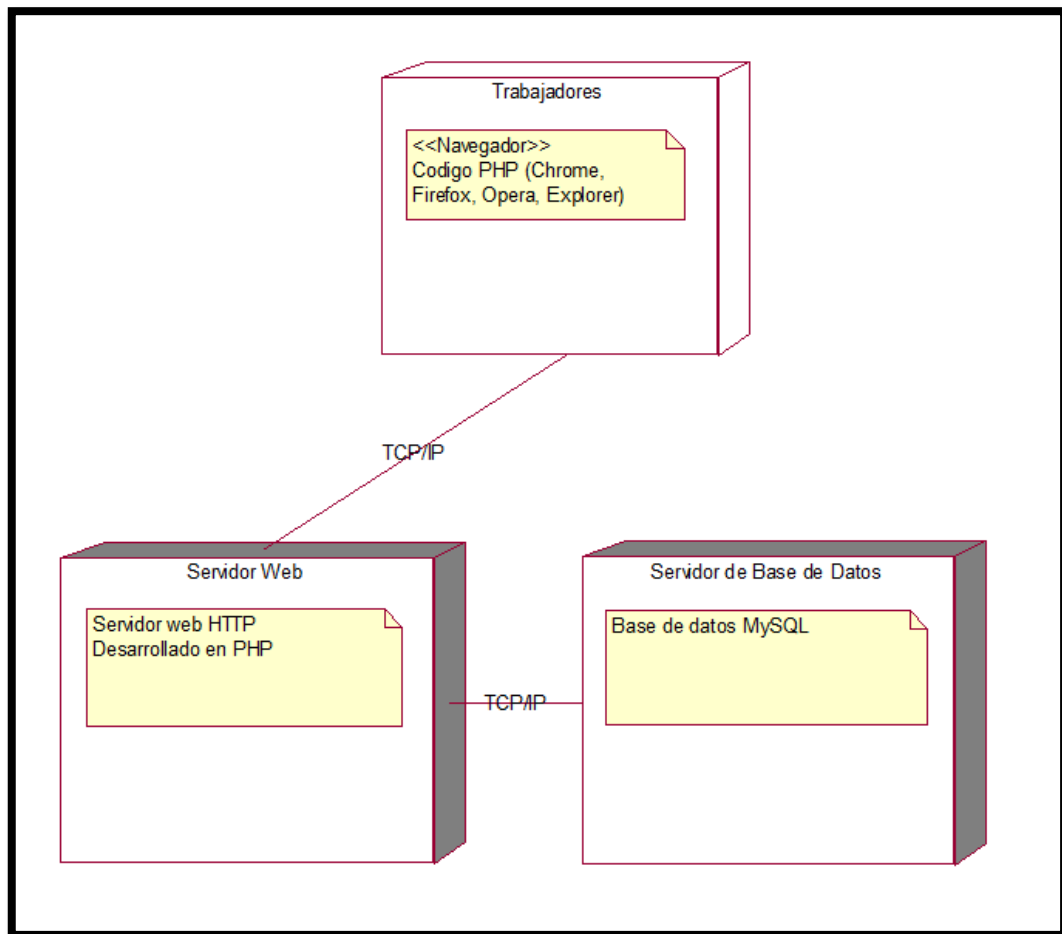 Trabajadores
<<Navegador>>
Codigo PHP (Chrome,
Firefox, Opera, Explorer)
TCP/IP
Servidor Web
Servidor web HTTP
Desarrollado en PHP
TCP/IP
Servidor de Base de Datos
Base de datos MySQL